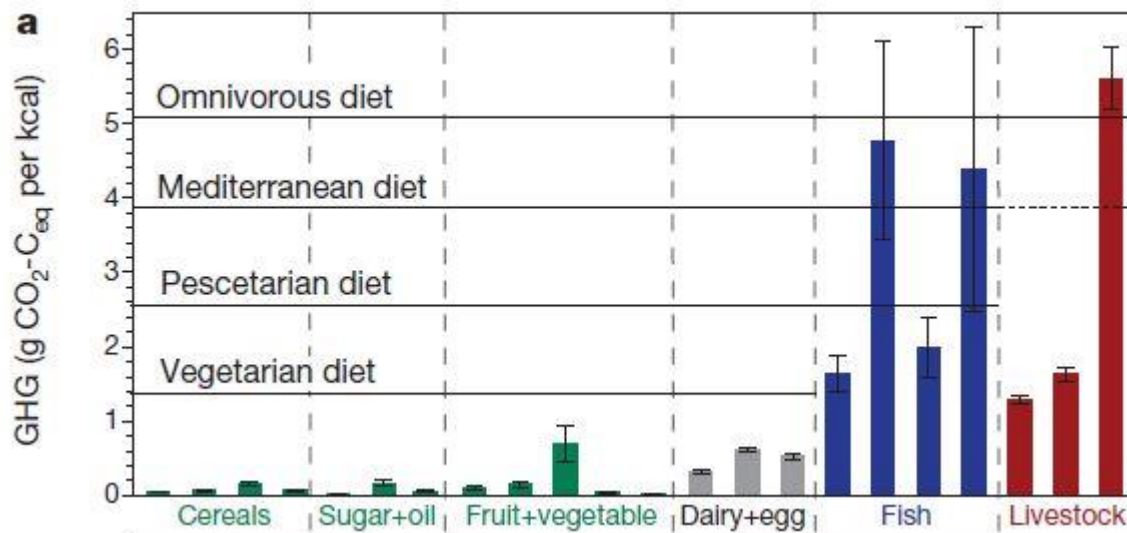 a
GHG (g CO2-Ceq per kcal)
6
5
4
3
2
1
0
Omnivorous diet
Mediterranean diet
Pescetarian diet
Vegetarian diet
Cereals
Sugar+oil
Fruit+vegetable
Dairy+egg
Fish
Livestock